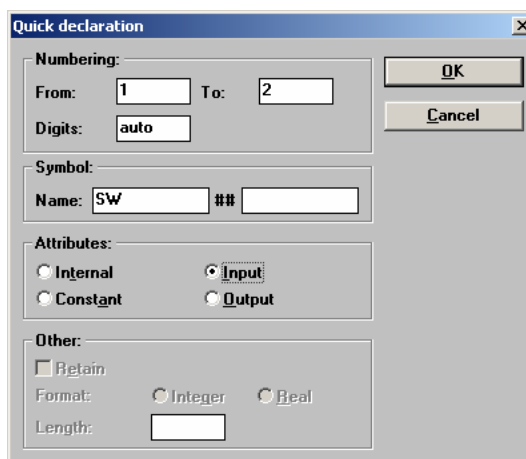 Quick declaration
Numbering:
From: 1 To: 2
Digits: auto
OK
Cancel
Symbol:
Name: SW ##
Attributes:
Internal Input
Constant Output
Other:
Retain
Format: Integer Real
Length: